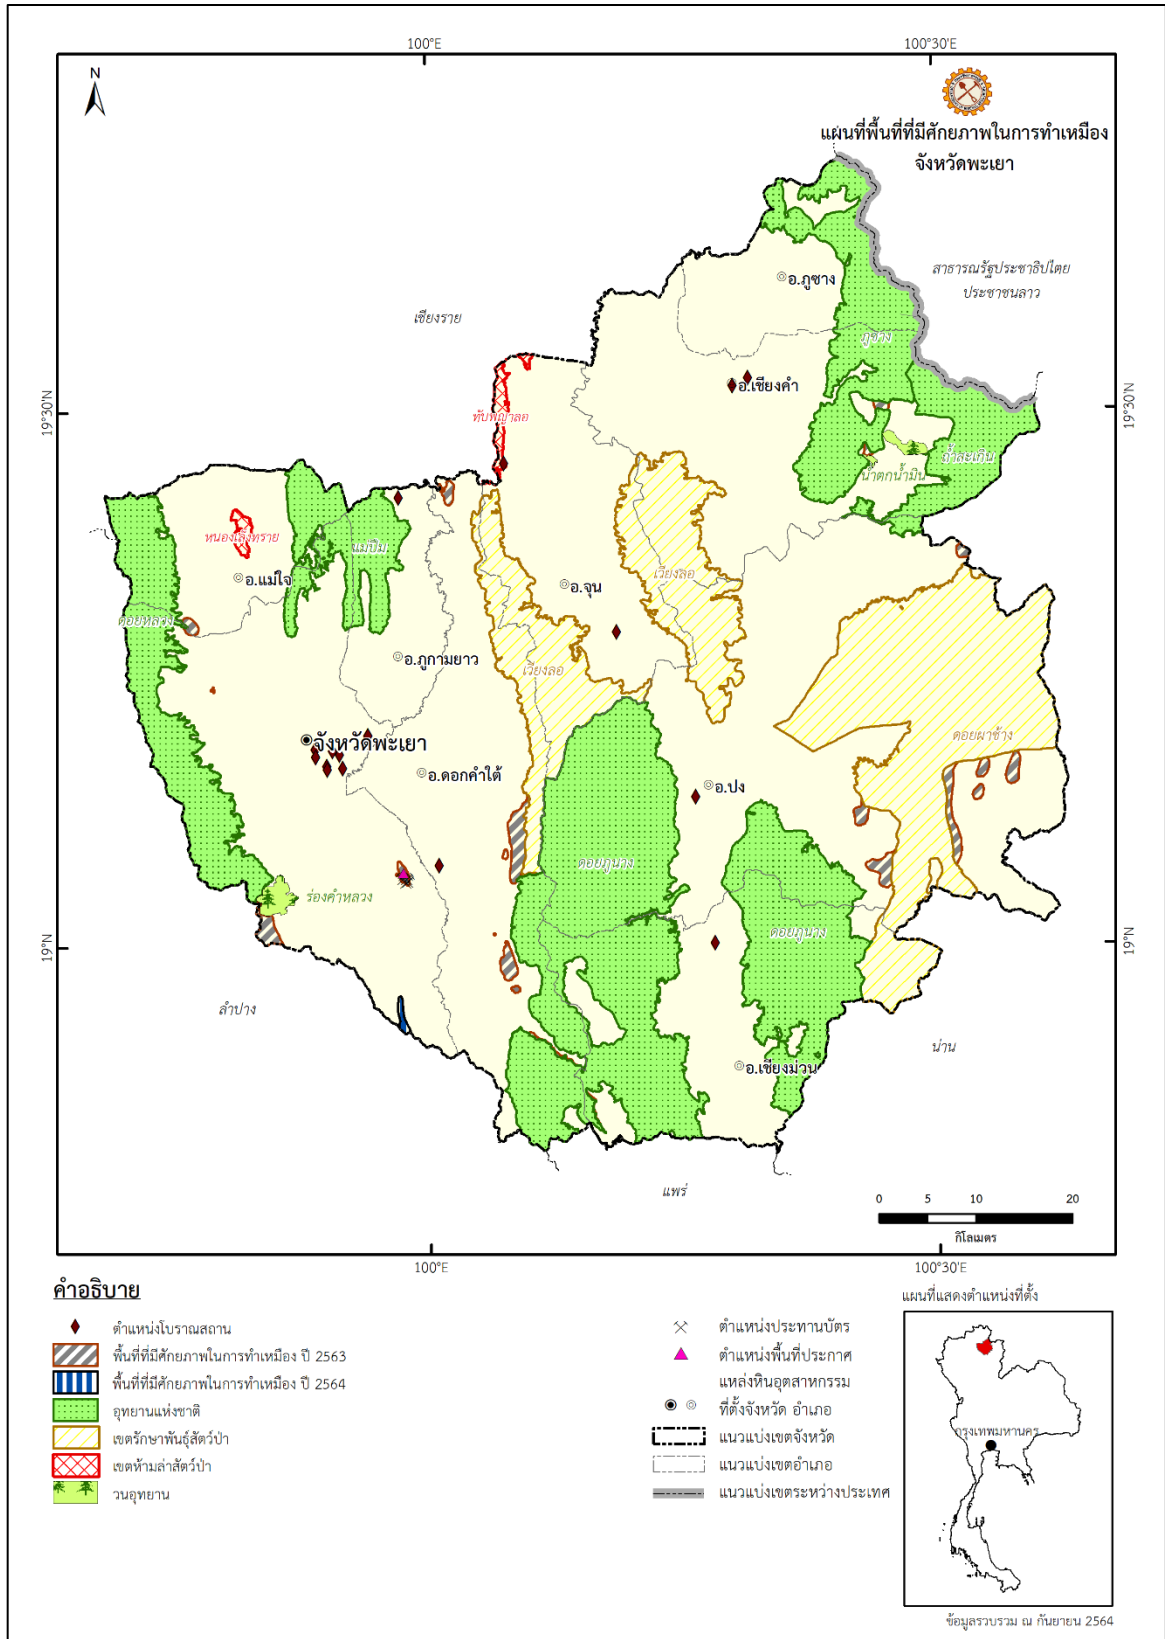 100°E
100°30'E
N
แผนที่พื้นที่ที่มีศักยภาพในการทำเหมือง
จังหวัดพะเยา
สาธารณรัฐประชาธิปไตย
ประชาชนลาว
อ.ภูซาง
เชียงราย
ภูซาง
อ.เชียงคำ
19°30'N
19°30'N
ทับพญาลอ
ถ้ำสะเกิน
น้ำตกน้ำมิน
หนองเล็งทราย
แม่ปืม
อ.แม่ใจ
เวียงลอ
อ.จุน
ดอยหลวง
อ.ภูกามยาว
เวียงลอ
ดอยผาช้าง
จังหวัดพะเยา
อ.ดอกคำใต้
อ.ปง
ดอยภูนาง
ร่องคำหลวง
ดอยภูนาง
19°N
19°N
ลำปาง
น่าน
อ.เชียงม่วน
แพร่
0 5 10 20
กิโลเมตร
100°E
100°30'E
คำอธิบาย
ตำแหน่งโบราณสถาน
พื้นที่ที่มีศักยภาพในการทำเหมือง ปี 2563
พื้นที่ที่มีศักยภาพในการทำเหมือง ปี 2564
อุทยานแห่งชาติ
เขตรักษาพันธุ์สัตว์ป่า
เขตห้ามล่าสัตว์ป่า
วนอุทยาน
ตำแหน่งประทานบัตร
ตำแหน่งพื้นที่ประกาศ
แหล่งหินอุตสาหกรรม
ที่ตั้งจังหวัด อำเภอ
แนวแบ่งเขตจังหวัด
แนวแบ่งเขตอำเภอ
แนวแบ่งเขตระหว่างประเทศ
แผนที่แสดงตำแหน่งที่ตั้ง
กรุงเทพมหานคร
ข้อมูลรวบรวม ณ กันยายน 2564